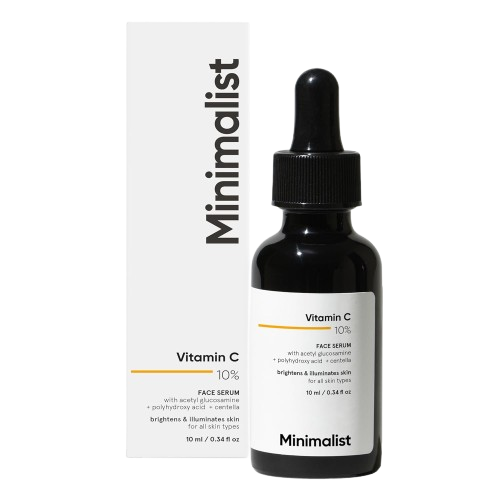 Minimalist
Vitamin C
10%
FACE SERUM
with acetyl glucosamine
+ polyhydroxy acid + centella
brightens & illuminates skin
for all skin types
10 ml / 0.34 fl oz
Vitamin C
10%
FACE SERUM
with acetyl glucosamine
+ polyhydroxy acid + centella
brightens & illuminates skin
for all skin types
10 ml / 0.34 fl oz
Minimalist